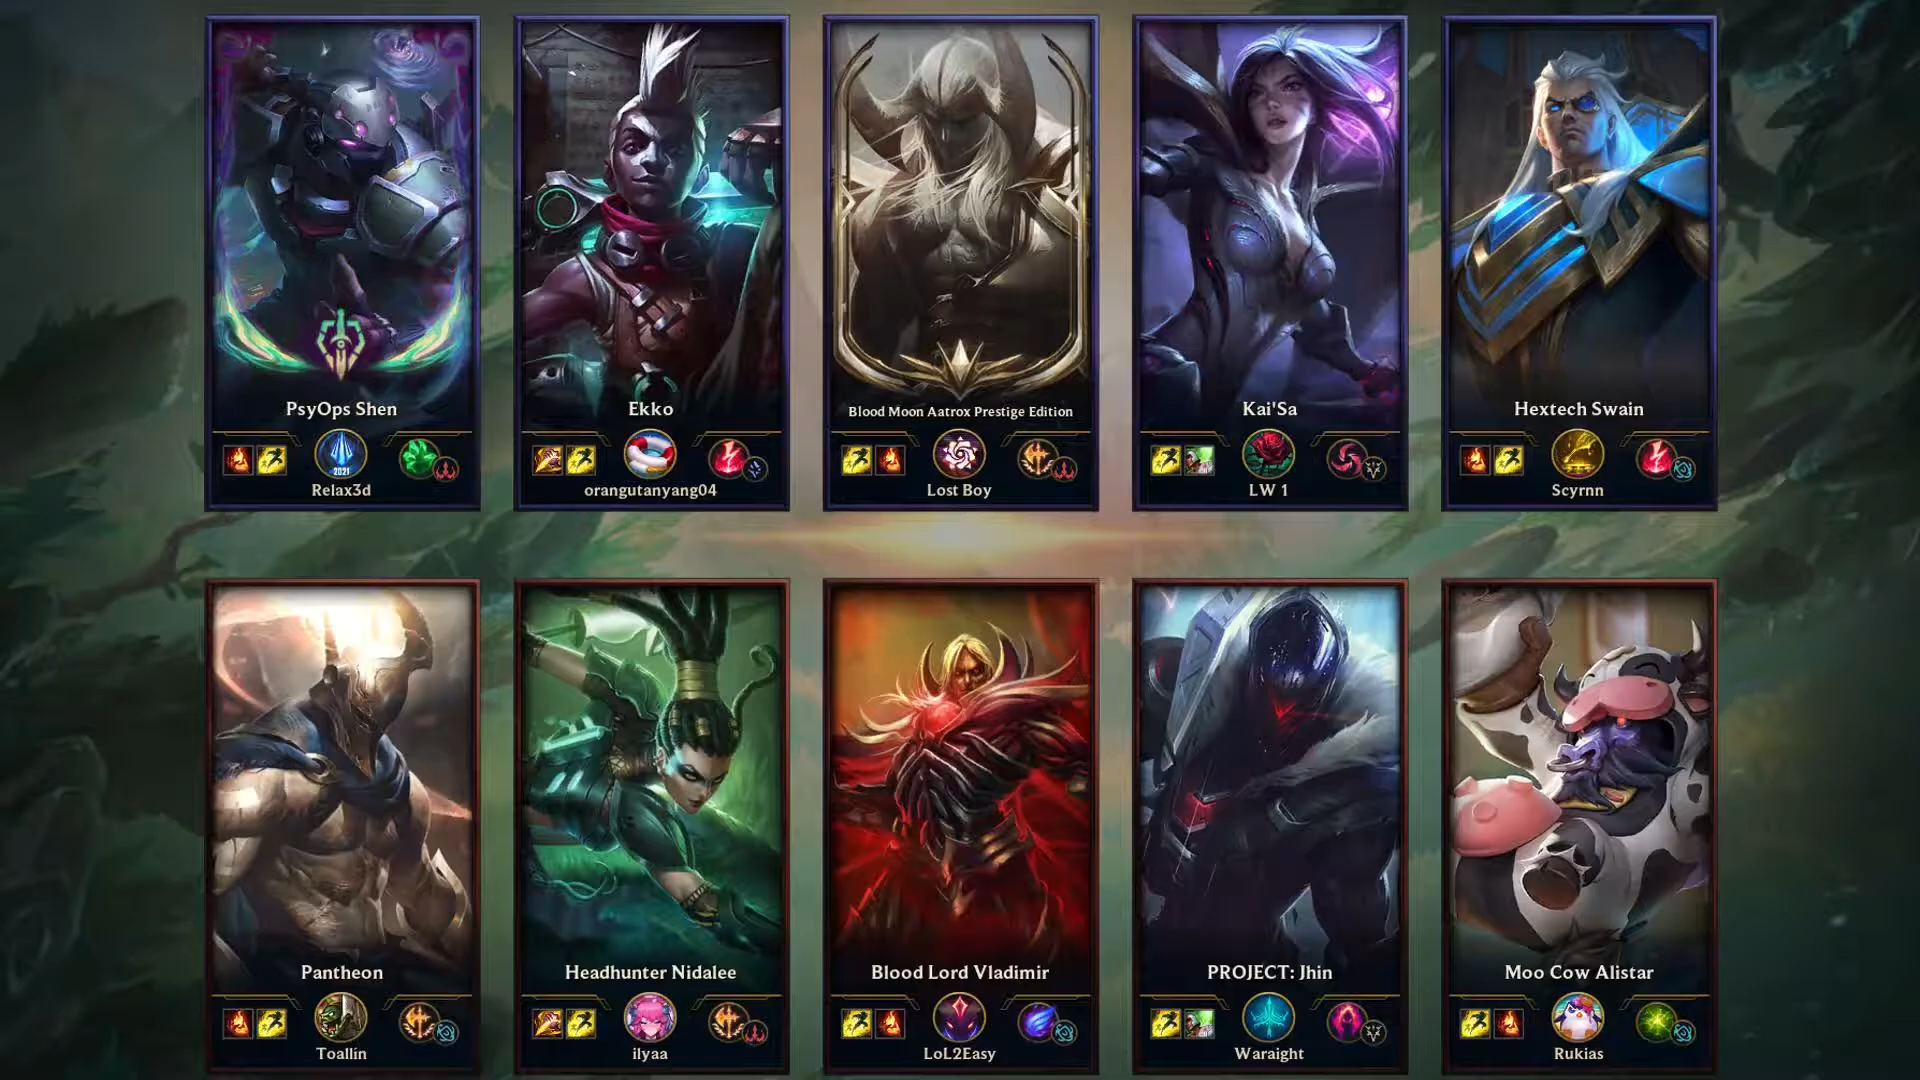 PsyOps Shen
Ekko
Blood Moon Aatrox Prestige Edition
Kai'Sa
Hextech Swain
2021
Relax3d
orangutanyang04
Lost Boy
LW 1
Scyrnn
Pantheon
Headhunter Nidalee
Blood Lord Vladimir
PROJECT: Jhin
Moo Cow Alistar
Toallín
ilyaa
LoL2Easy
Waraight
Rukias